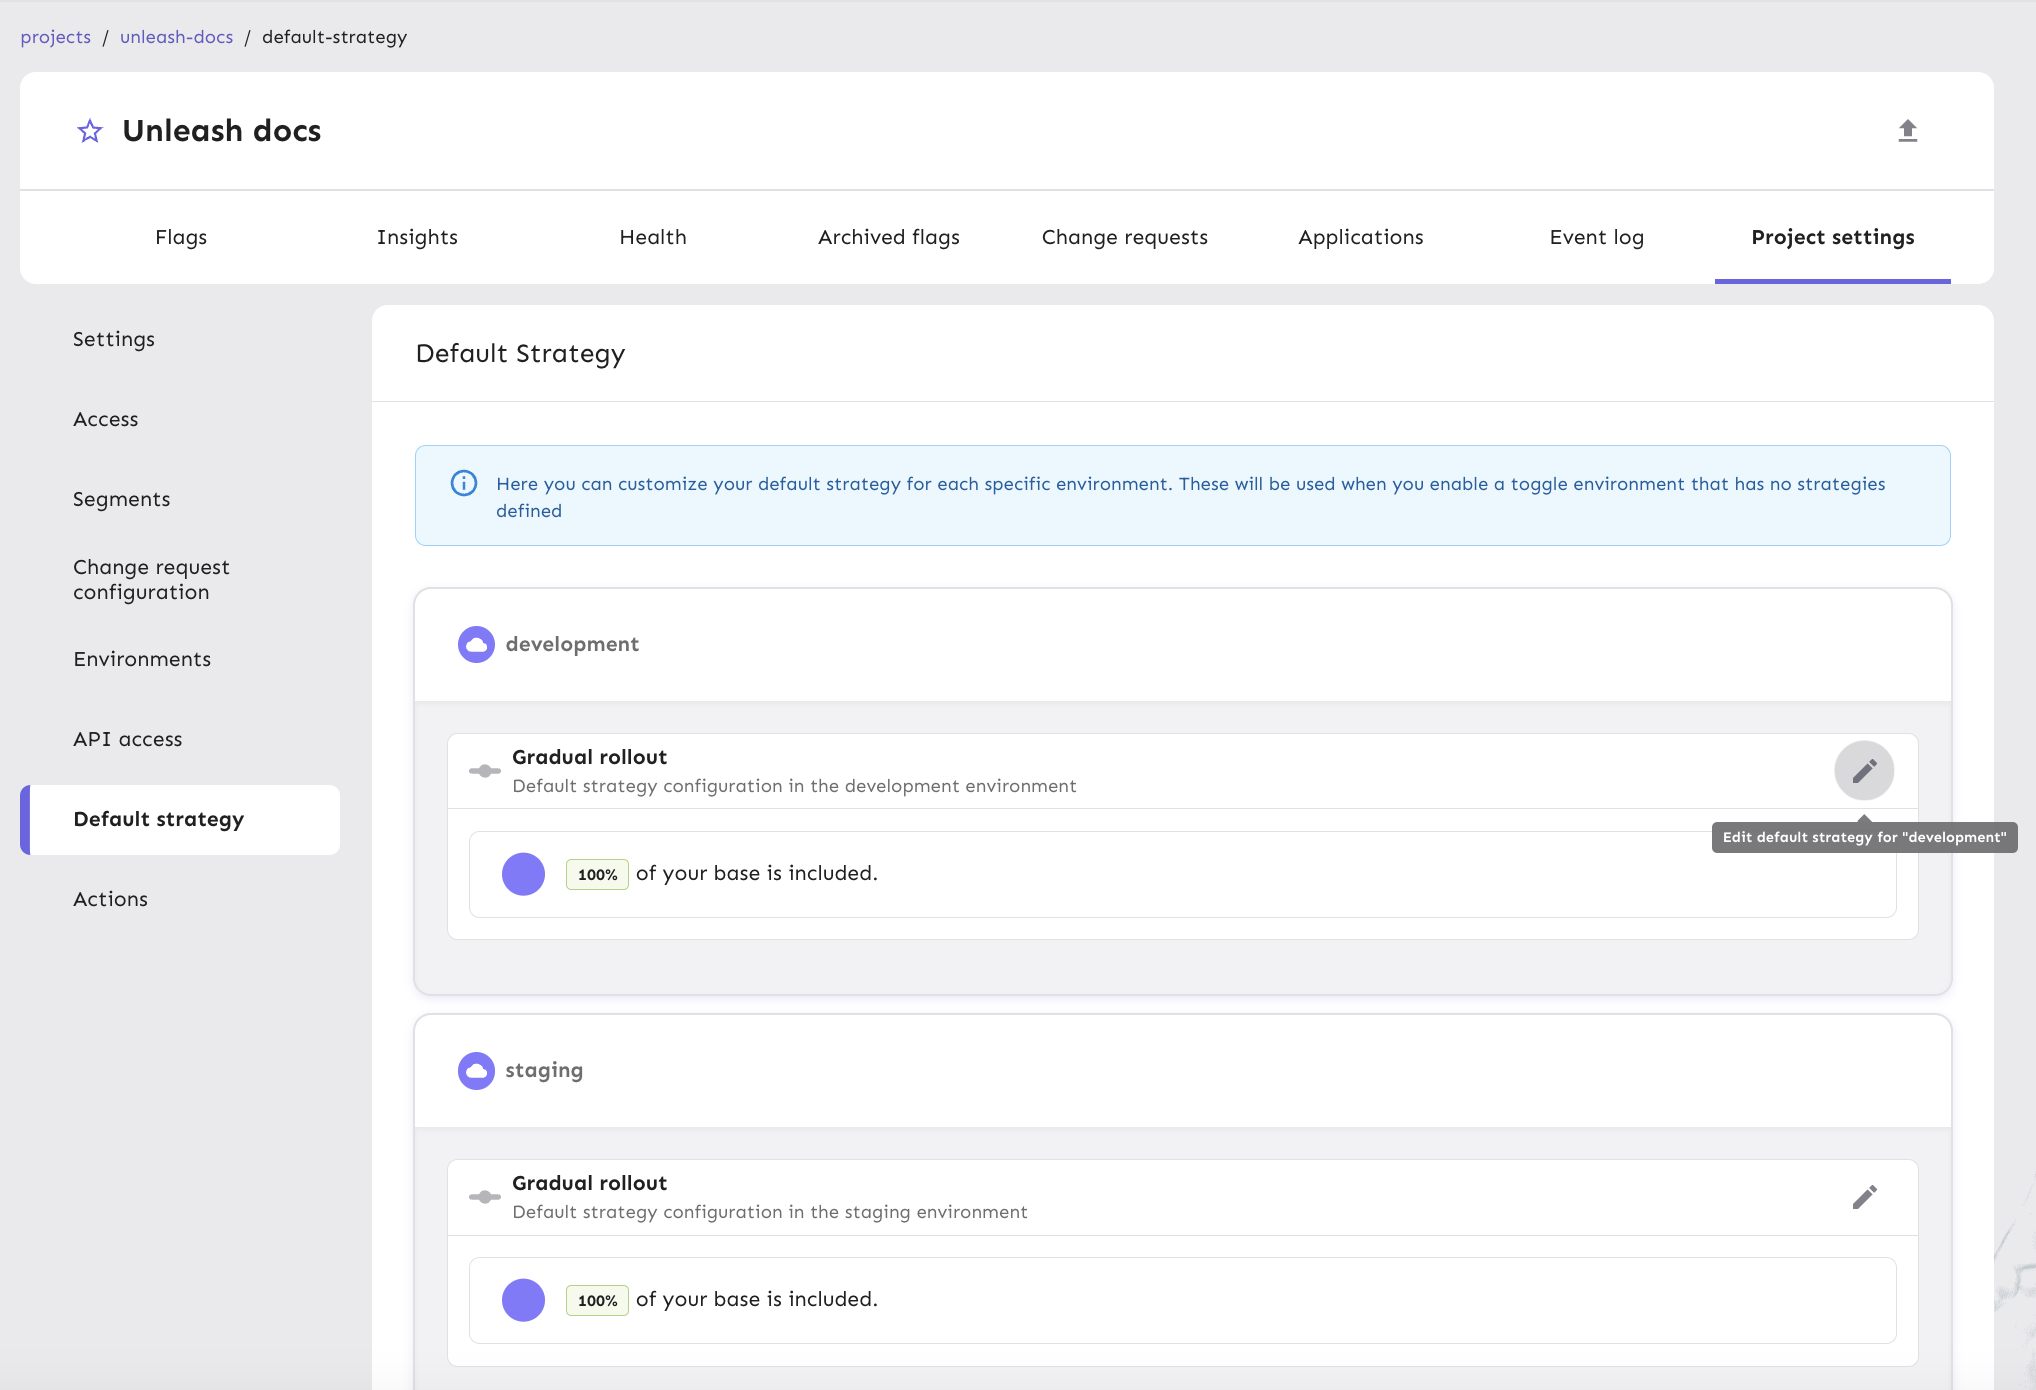 projects / unleash-docs / default-strategy
Unleash docs
Flags Insights Health Archived flags Change requests Applications Event log Project settings
Settings
Access
Segments
Change request
configuration
Environments
API access
Default strategy
Actions
Default Strategy
Here you can customize your default strategy for each specific environment. These will be used when you enable a toggle environment that has no strategies
defined
development
Gradual rollout
Default strategy configuration in the development environment
Edit default strategy for "development"
100% of your base is included.
staging
Gradual rollout
Default strategy configuration in the staging environment
100% of your base is included.